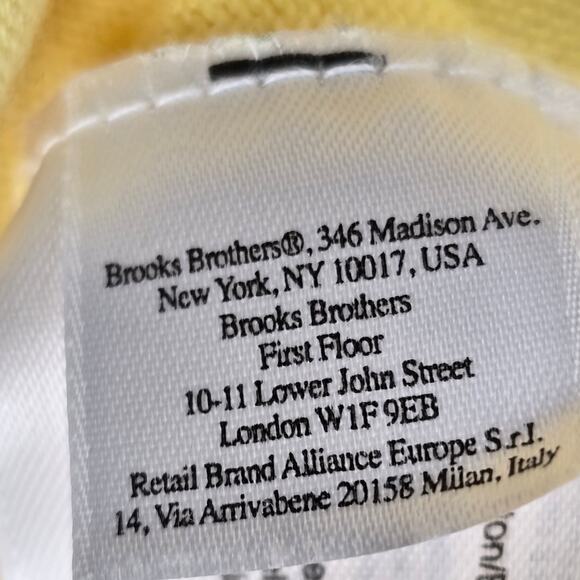 Brooks Brothers®, 346 Madison Ave.
New York, NY 10017, USA
Brooks Brothers
First Floor
10-11 Lower John Street
London W1F 9EB
Retail Brand Alliance Europe S.r.l.
14, Via Arrivabene 20158 Milan, Italy